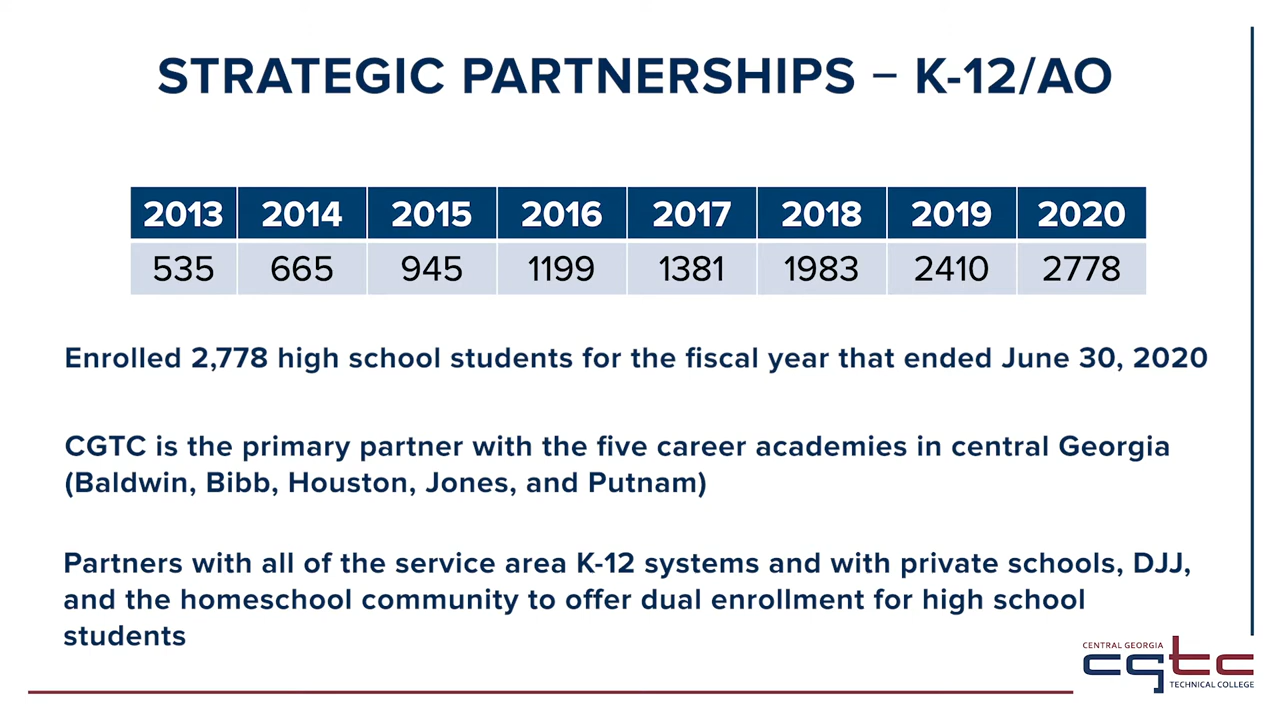 STRATEGIC PARTNERSHIPS – K-12/AO
2013 2014 2015 2016 2017 2018 2019 2020
535 665 945 1199 1381 1983 2410 2778
Enrolled 2,778 high school students for the fiscal year that ended June 30, 2020
CGTC is the primary partner with the five career academies in central Georgia
(Baldwin, Bibb, Houston, Jones, and Putnam)
Partners with all of the service area K-12 systems and with private schools, DJJ,
and the homeschool community to offer dual enrollment for high school
students
CENTRAL GEORGIA
cgtc
TECHNICAL COLLEGE